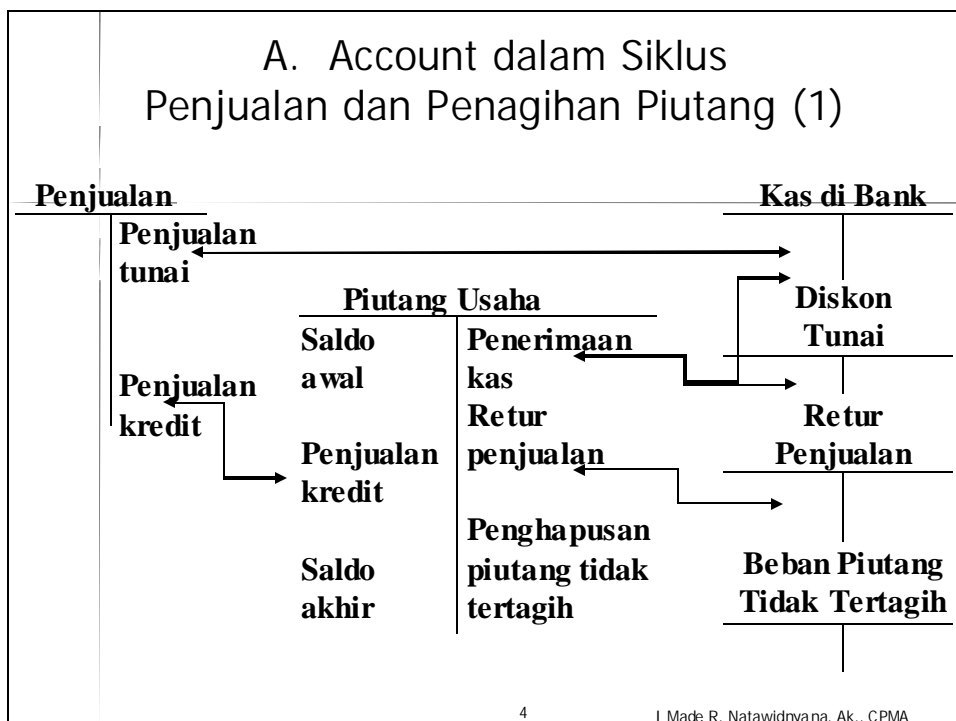 A. Account dalam Siklus
Penjualan dan Penagihan Piutang (1)
Penjualan
Penjualan
tunai
Penjualan
kredit
Piutang Usaha
Saldo
awal
Penjualan
kredit
Saldo
akhir
Penerimaan
kas
Retur
penjualan
Penghapusan
piutang tidak
tertagih
Kas di Bank
Diskon
Tunai
Retur
Penjualan
Beban Piutang
Tidak Tertagih
4
I Made R. Natawidnyana, Ak., CPMA